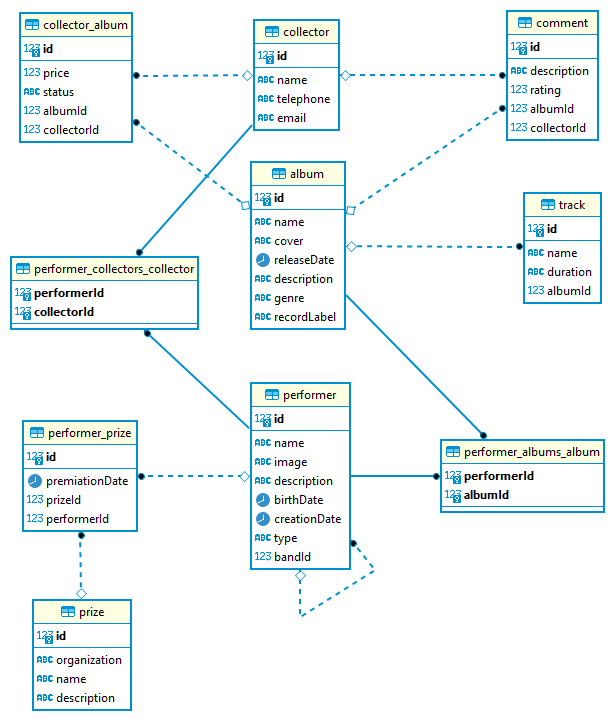 collector_album
123 id
123 price
ABC status
123 albumId
123 collectorId
collector
123 id
ABC name
ABC telephone
ABC email
comment
123 id
ABC description
123 rating
123 albumId
123 collectorId
album
123 id
ABC name
ABC cover
releaseDate
ABC description
ABC genre
ABC recordLabel
track
123 id
ABC name
ABC duration
123 albumId
performer_collectors_collector
123 performerId
123 collectorId
performer
123 id
ABC name
ABC image
ABC description
birthDate
creationDate
ABC type
123 bandId
performer_prize
123 id
premiationDate
123 prizeId
123 performerId
performer_albums_album
123 performerId
123 albumId
prize
123 id
ABC organization
ABC name
ABC description